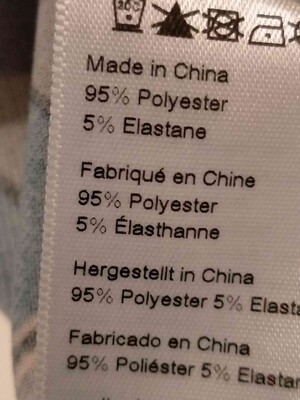 Made in China
95% Polyester
5% Elastane
Fabriqué en Chine
95% Polyester
5% Élasthanne
Hergestellt in China
95% Polyester 5% Elasta
Fabricado en China
95% Poliéster 5% Elastan